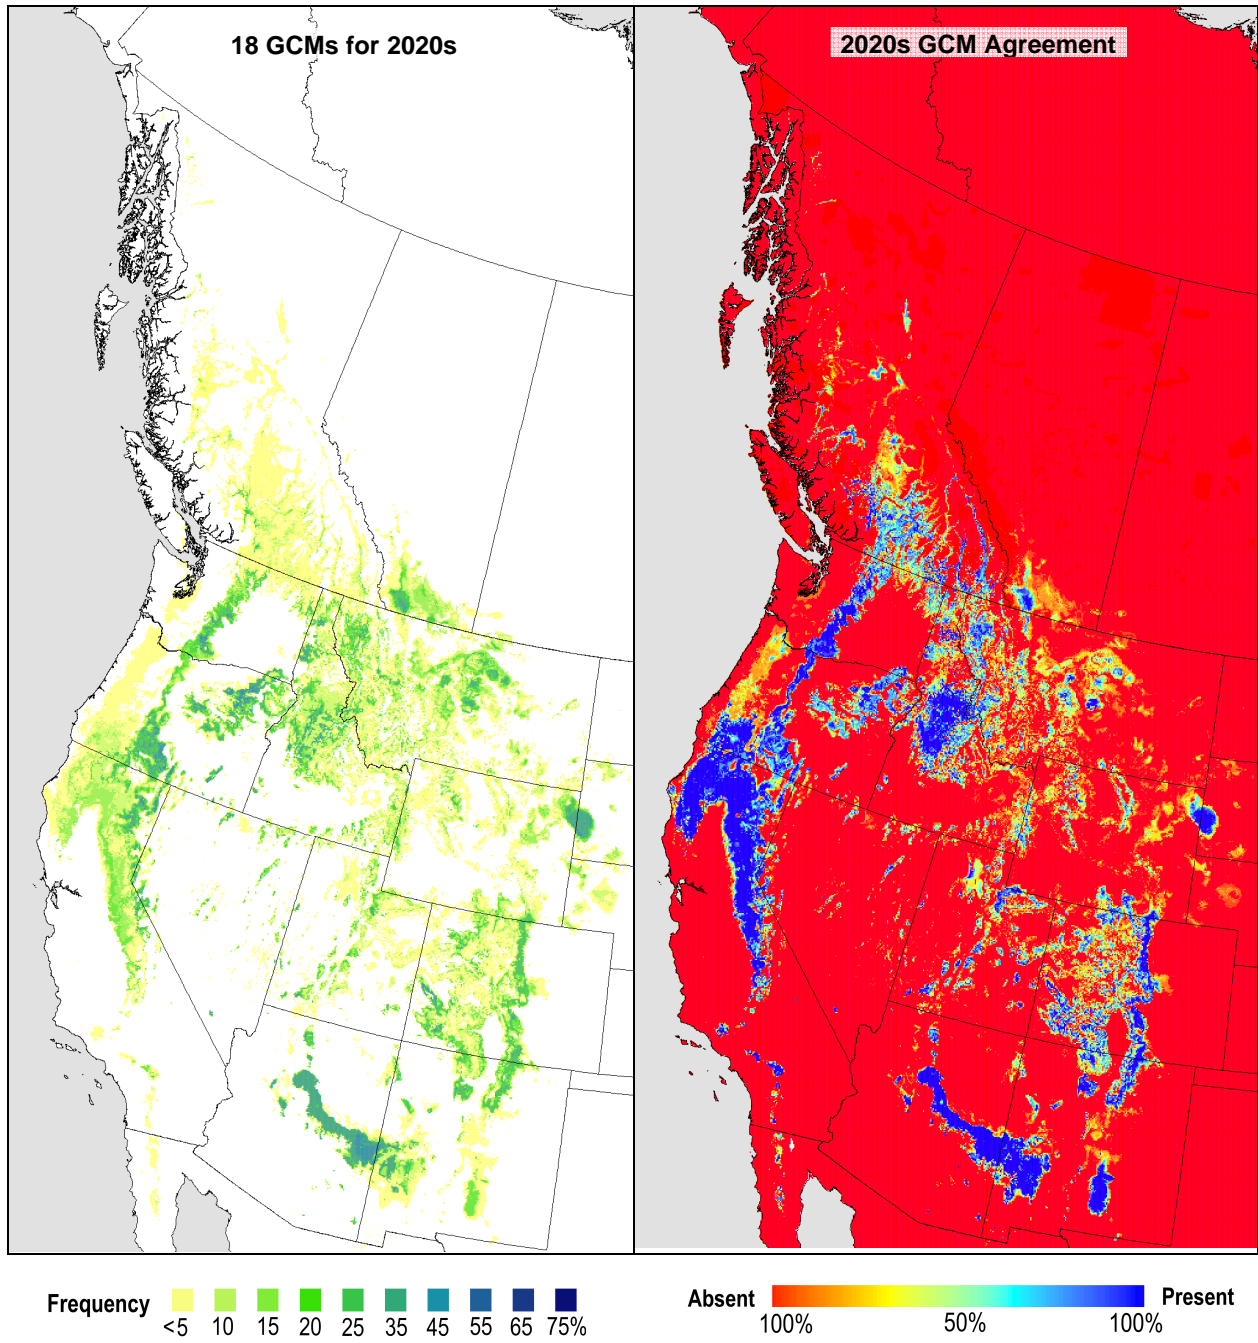 18 GCMs for 2020s
2020s GCM Agreement
Frequency
<5 10 15 20 25 35 45 55 65 75%
Absent
Present
100% 50% 100%